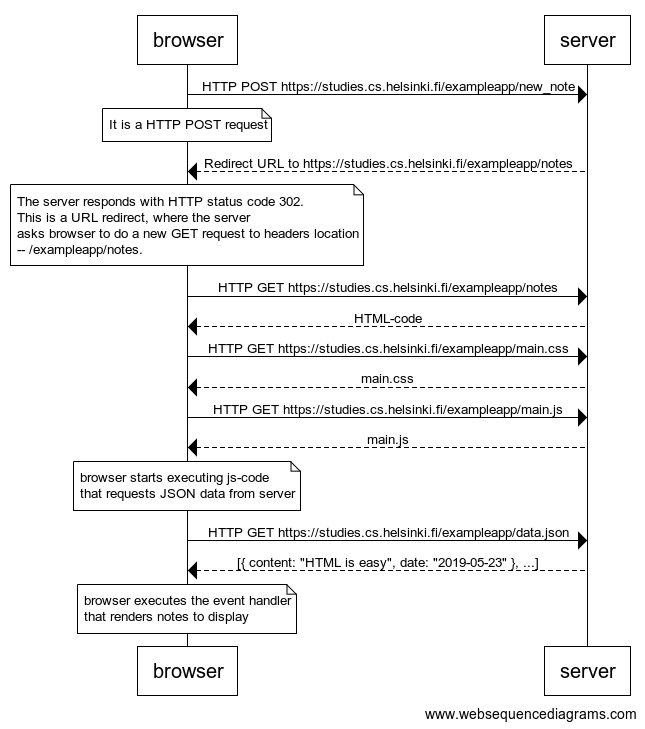 browser
server
HTTP POST https://studies.cs.helsinki.fi/exampleapp/new_note
It is a HTTP POST request
Redirect URL to https://studies.cs.helsinki.fi/exampleapp/notes
The server responds with HTTP status code 302.
This is a URL redirect, where the server
asks browser to do a new GET request to headers location
-- /exampleapp/notes.
HTTP GET https://studies.cs.helsinki.fi/exampleapp/notes
HTML-code
HTTP GET https://studies.cs.helsinki.fi/exampleapp/main.css
main.css
HTTP GET https://studies.cs.helsinki.fi/exampleapp/main.js
main.js
browser starts executing js-code
that requests JSON data from server
HTTP GET https://studies.cs.helsinki.fi/exampleapp/data.json
[{ content: "HTML is easy", date: "2019-05-23" }, ...]
browser executes the event handler
that renders notes to display
browser
server
www.websequencediagrams.com